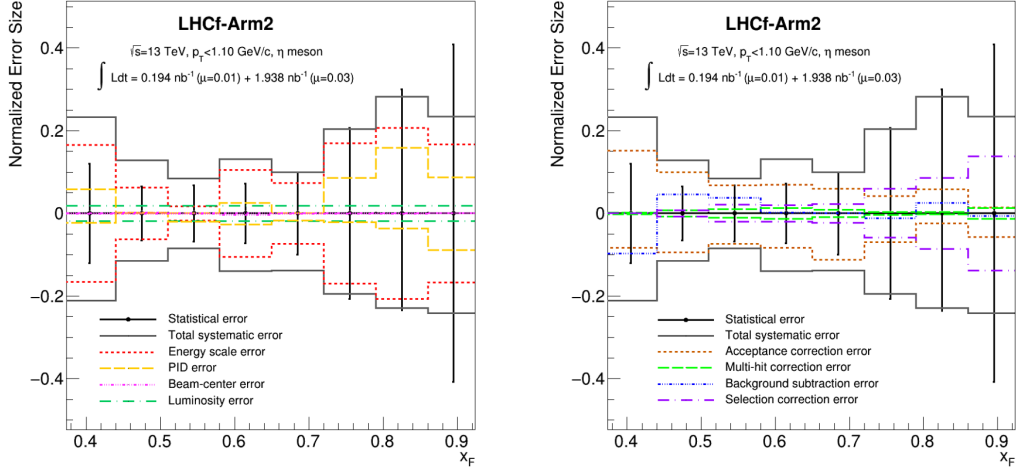 LHCf-Arm2
√s=13 TeV, pT<1.10 GeV/c, η meson
∫ Ldt = 0.194 nb⁻¹(μ=0.01) + 1.938 nb⁻¹(μ=0.03)
Normalized Error Size
0.4
0.2
0
−0.2
−0.4
Statistical error
Total systematic error
Energy scale error
PID error
Beam-center error
Luminosity error
0.4 0.5 0.6 0.7 0.8 0.9
xF
LHCf-Arm2
√s=13 TeV, pT<1.10 GeV/c, η meson
∫ Ldt = 0.194 nb⁻¹(μ=0.01) + 1.938 nb⁻¹(μ=0.03)
Normalized Error Size
0.4
0.2
0
−0.2
−0.4
Statistical error
Total systematic error
Acceptance correction error
Multi-hit correction error
Background subtraction error
Selection correction error
0.4 0.5 0.6 0.7 0.8 0.9
xF